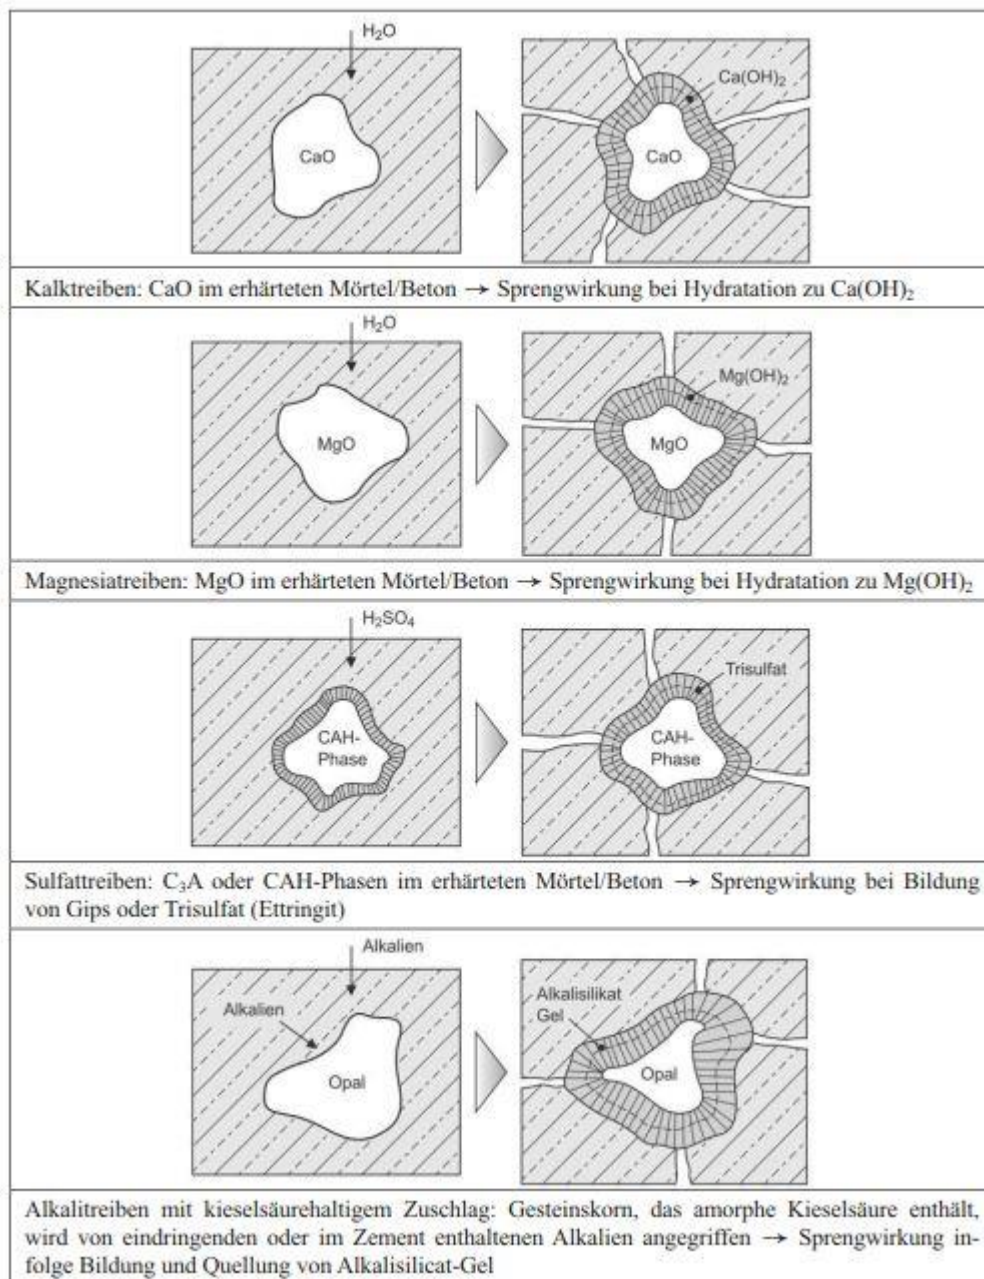 H₂O
CaO
Ca(OH)₂
CaO
Kalktreiben: CaO im erhärteten Mörtel/Beton → Sprengwirkung bei Hydratation zu Ca(OH)₂
H₂O
MgO
Mg(OH)₂
MgO
Magnesiatreiben: MgO im erhärteten Mörtel/Beton → Sprengwirkung bei Hydratation zu Mg(OH)₂
H₂SO₄
CAH-
Phase
Trisulfat
CAH-
Phase
Sulfattreiben: C₃A oder CAH-Phasen im erhärteten Mörtel/Beton → Sprengwirkung bei Bildung
von Gips oder Trisulfat (Ettringit)
Alkalien
Alkalien
Opal
Alkalisilikat
Gel
Opal
Alkalitreiben mit kieselsäurehaltigem Zuschlag: Gesteinskorn, das amorphe Kieselsäure enthält,
wird von eindringenden oder im Zement enthaltenen Alkalien angegriffen → Sprengwirkung in-
folge Bildung und Quellung von Alkalisilicat-Gel